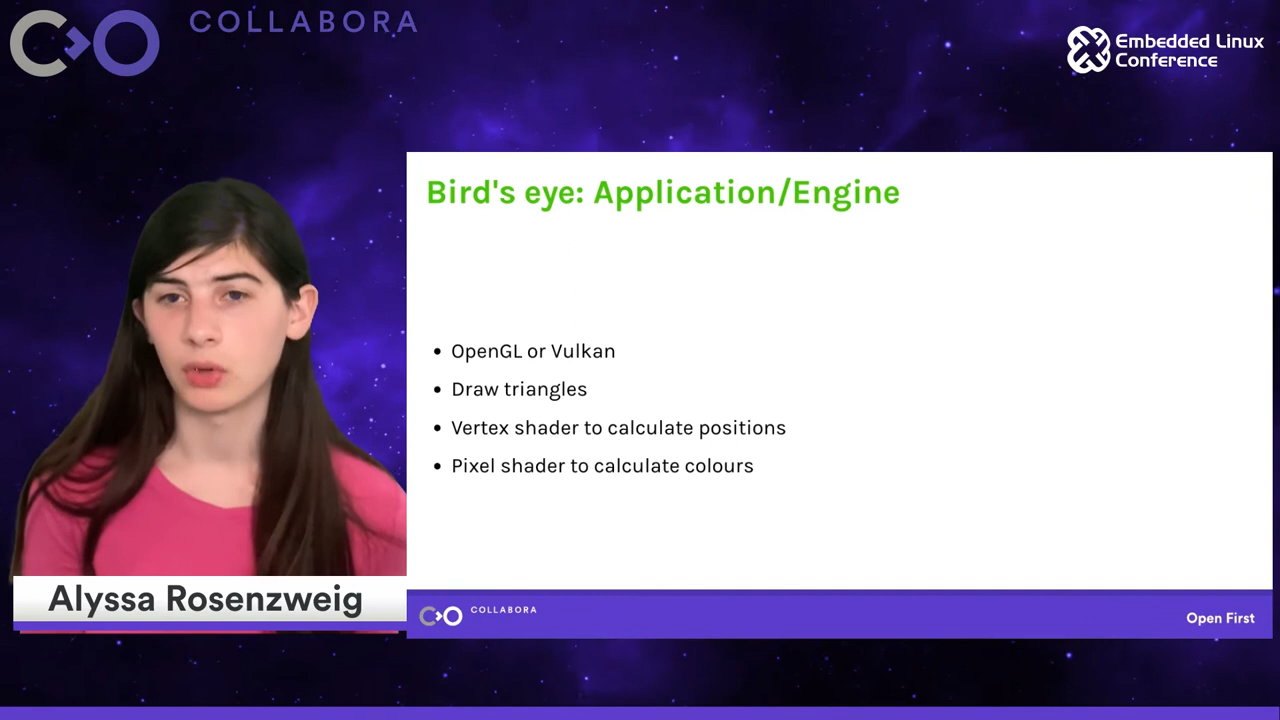 COLLABORA
Embedded Linux
Conference
Bird's eye: Application/Engine
• OpenGL or Vulkan
• Draw triangles
• Vertex shader to calculate positions
• Pixel shader to calculate colours
Alyssa Rosenzweig
COLLABORA
Open First